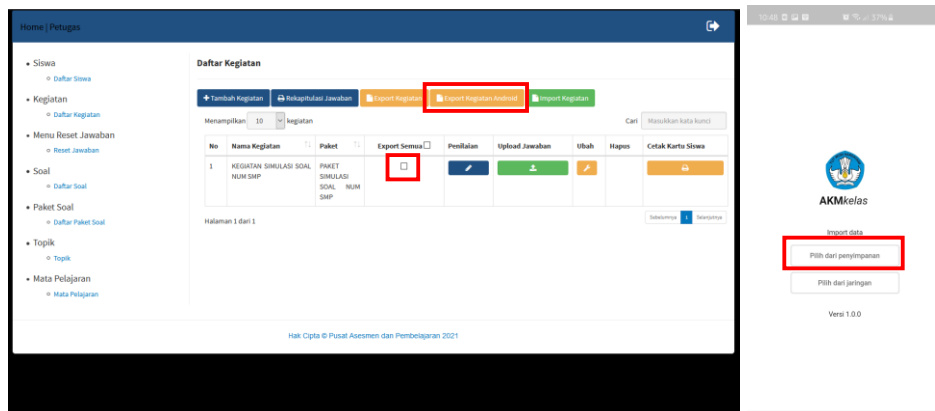 Home | Petugas
Siswa
Daftar Siswa
Kegiatan
Daftar Kegiatan
Menu Reset Jawaban
Reset Jawaban
Soal
Daftar Soal
Paket Soal
Daftar Paket Soal
Topik
Topik
Mata Pelajaran
Mata Pelajaran
Daftar Kegiatan
Tambah Kegiatan Rekapitulasi Jawaban Export Kegiatan Export Kegiatan Android Import Kegiatan
Menampilkan 10 kegiatan Cari Masukkan kata kunci
No Nama Kegiatan Paket Export Semua Penilaian Upload Jawaban Ubah Hapus Cetak Kartu Siswa
1 KEGIATAN SIMULASI SOAL PAKET
NUM SMP SIMULASI
SOAL NUM
SMP
Halaman 1 dari 1 Sebelumnya 1 Selanjutnya
Hak Cipta © Pusat Asesmen dan Pembelajaran 2021
10:48 37%
AKMkelas
Import data
Pilih dari penyimpanan
Pilih dari jaringan
Versi 1.0.0